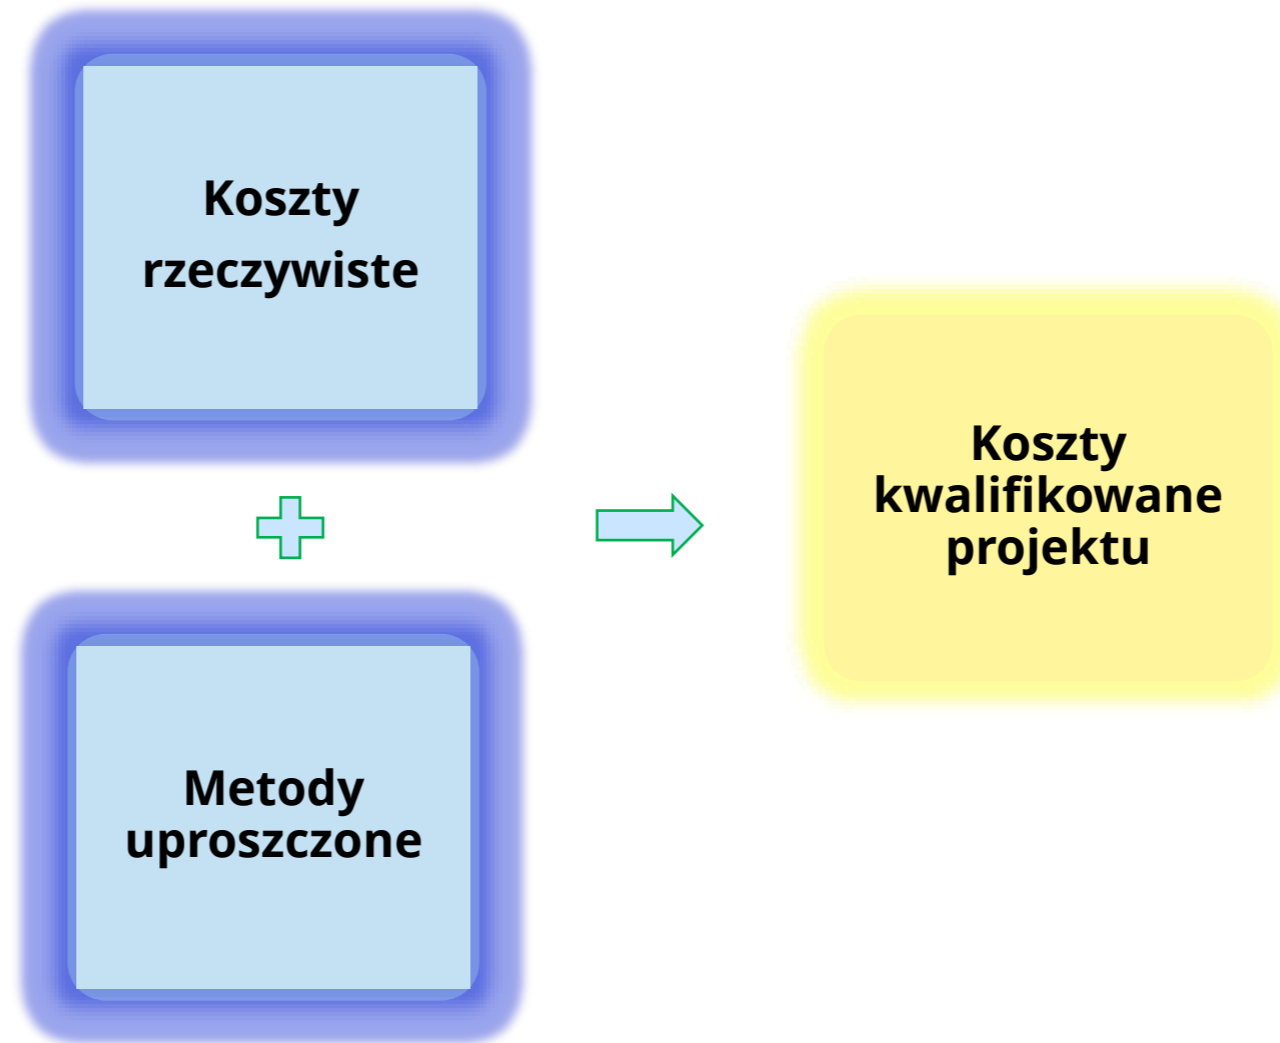 Koszty
rzeczywiste
Metody
uproszczone
Koszty
kwalifikowane
projektu